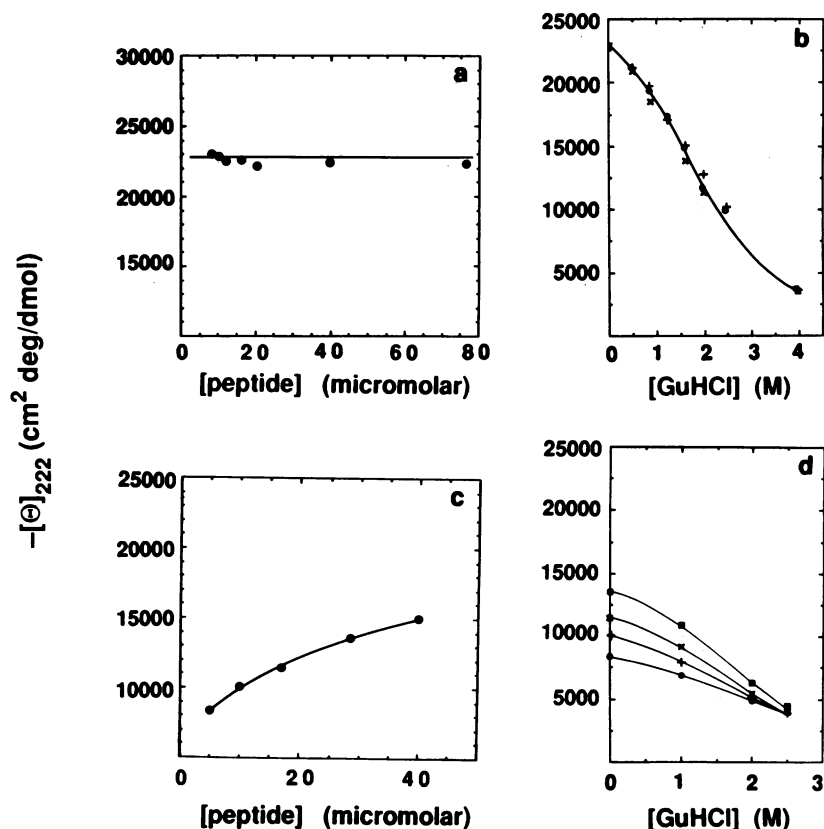 −[Θ]222 (cm2 deg/dmol)
a
30000
25000
20000
15000
0 20 40 60 80
[peptide] (micromolar)
b
25000
20000
15000
10000
5000
0 1 2 3 4
[GuHCl] (M)
c
25000
20000
15000
10000
0 20 40
[peptide] (micromolar)
d
25000
20000
15000
10000
5000
0 1 2 3
[GuHCl] (M)